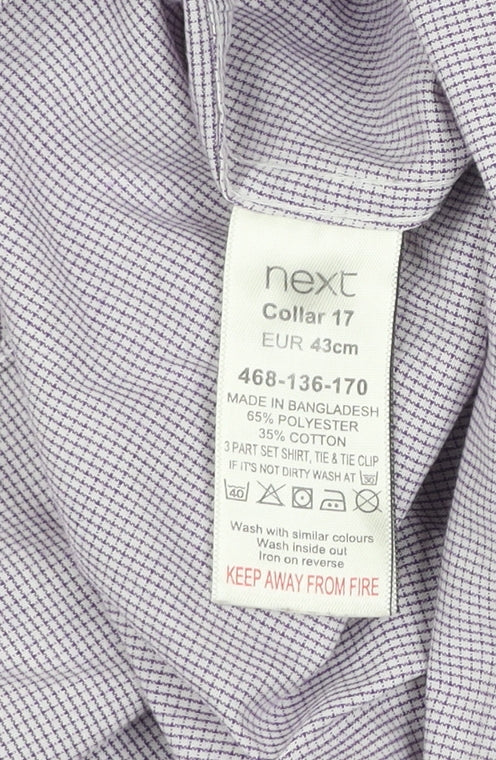 next
Collar 17
EUR 43cm
468-136-170
MADE IN BANGLADESH
65% POLYESTER
35% COTTON
3 PART SET SHIRT, TIE & TIE CLIP
IF IT'S NOT DIRTY WASH AT 30
40
Wash with similar colours
Wash inside out
Iron on reverse
KEEP AWAY FROM FIRE